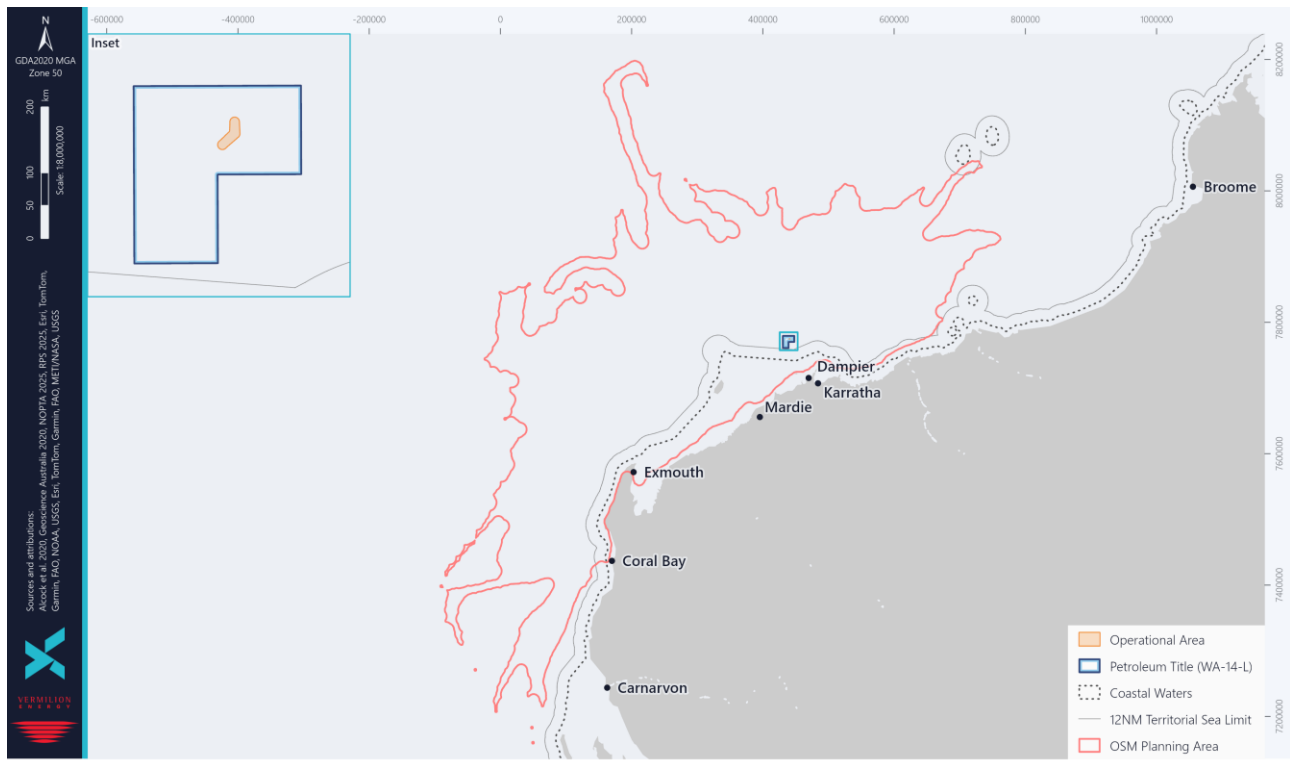 -600000 -400000 -200000 0 200000 400000 600000 800000 1000000
N
GDA2020 MGA
Zone 50
km
0 50 100 200
Scale: 1:8,000,000
Sources and attributions:
Alcock et al. 2020, Geoscience Australia 2020, NOPTA 2025, RPS 2025, Esri, TomTom,
Garmin, FAO, NOAA, USGS, Esri, TomTom, Garmin, FAO, METI/NASA, USGS
VERMILION
ENERGY
Inset
8200000
8000000
7800000
7600000
7400000
7200000
Broome
Dampier
Karratha
Mardie
Exmouth
Coral Bay
Carnarvon
Operational Area
Petroleum Title (WA-14-L)
Coastal Waters
12NM Territorial Sea Limit
OSM Planning Area